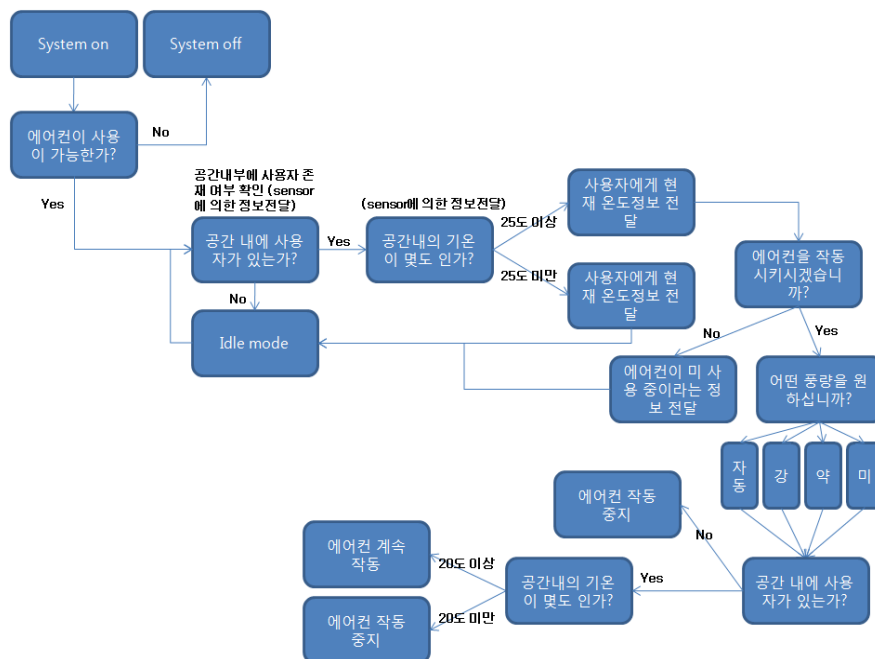 System on
System off
에어컨이 사용
이 가능한가?
No
Yes
공간내부에 사용자 존
재 여부 확인 (sensor
에 의한 정보전달)
공간 내에 사용
자가 있는가?
Yes
No
Idle mode
(sensor에 의한 정보전달)
공간내의 기온
이 몇도 인가?
25도 이상
25도 미만
사용자에게 현
재 온도정보 전
달
사용자에게 현
재 온도정보 전
달
에어컨을 작동
시키시겠습니
까?
No
Yes
에어컨이 미 사
용 중이라는 정
보 전달
어떤 풍량을 원
하십니까?
자
동
강
약
미
공간 내에 사용
자가 있는가?
No
Yes
에어컨 작동
중지
공간내의 기온
이 몇도 인가?
20도 이상
20도 미만
에어컨 계속
작동
에어컨 작동
중지